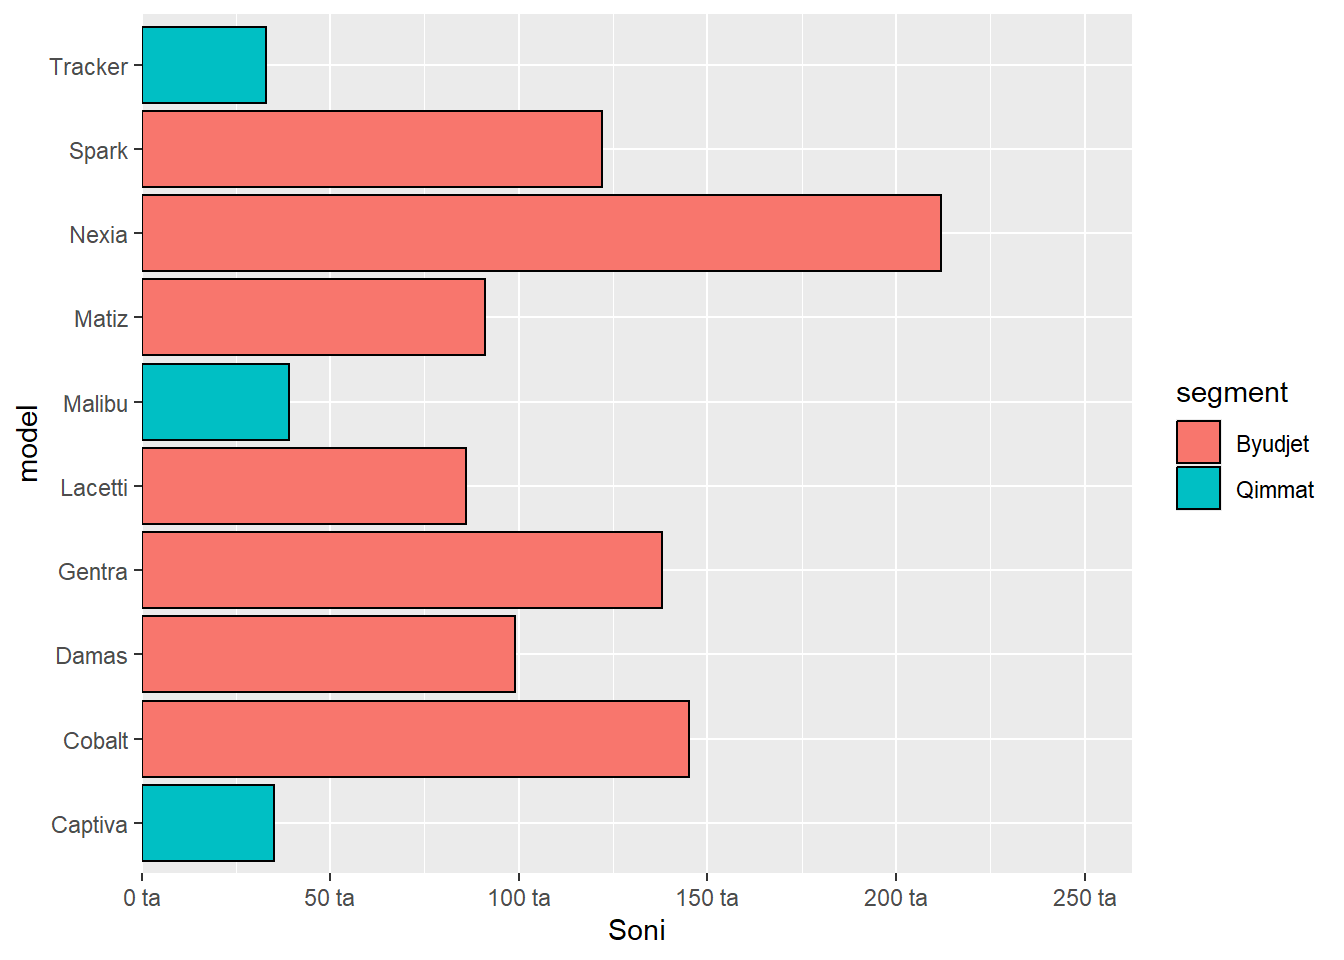 Tracker
Spark
Nexia
Matiz
Malibu
Lacetti
Gentra
Damas
Cobalt
Captiva
model
0 ta 50 ta 100 ta 150 ta 200 ta 250 ta
Soni
segment
Byudjet
Qimmat